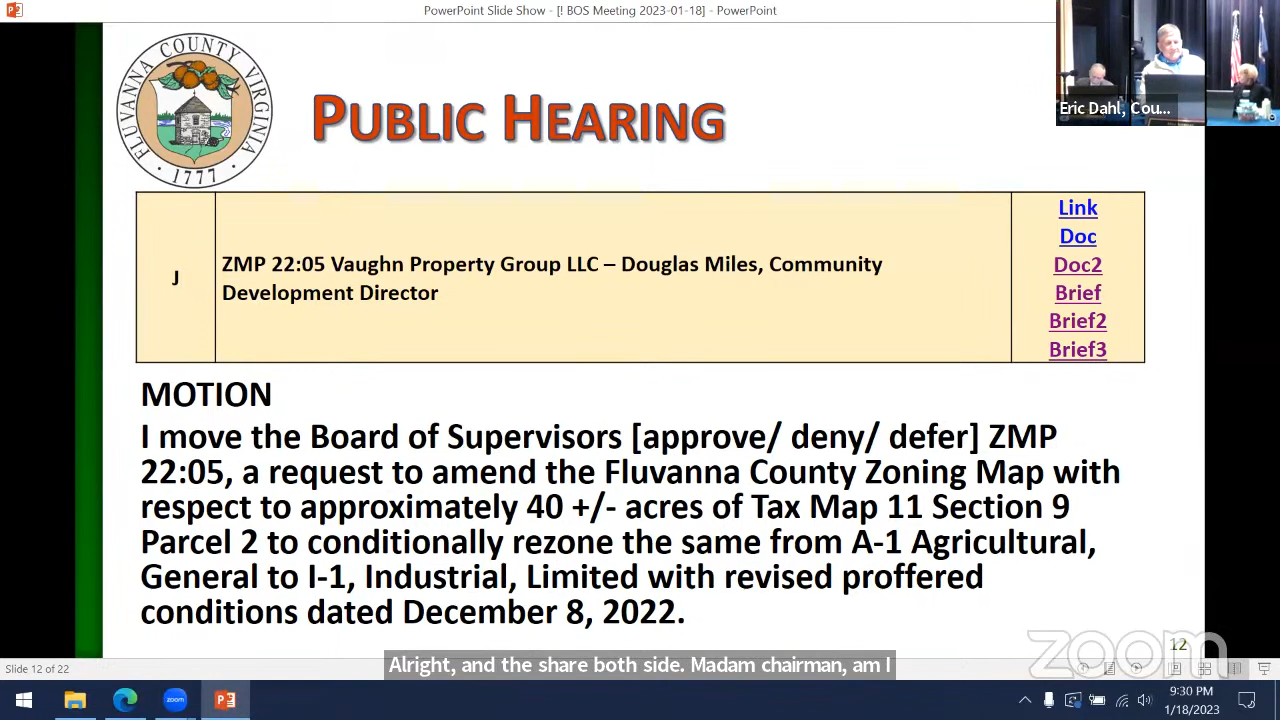 PowerPoint Slide Show - [! BOS Meeting 2023-01-18] - PowerPoint
Eric Dahl, Cou...
FLUVANNA COUNTY VIRGINIA
1777
PUBLIC HEARING
J
ZMP 22:05 Vaughn Property Group LLC – Douglas Miles, Community
Development Director
Link
Doc
Doc2
Brief
Brief2
Brief3
MOTION
I move the Board of Supervisors [approve/ deny/ defer] ZMP
22:05, a request to amend the Fluvanna County Zoning Map with
respect to approximately 40 +/- acres of Tax Map 11 Section 9
Parcel 2 to conditionally rezone the same from A-1 Agricultural,
General to I-1, Industrial, Limited with revised proffered
conditions dated December 8, 2022.
12
zoom
Alright, and the share both side. Madam chairman, am I
Slide 12 of 22
zoom
9:30 PM
1/18/2023